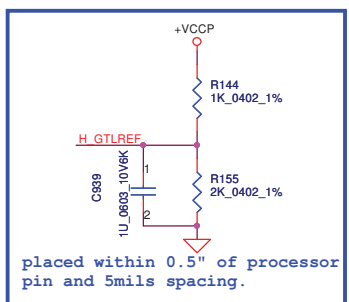 +VCCP
R144
1K_0402_1%
H_GTLREF
1
C939
1U_0603_10V6K
R155
2K_0402_1%
2
placed within 0.5" of processor
pin and 5mils spacing.